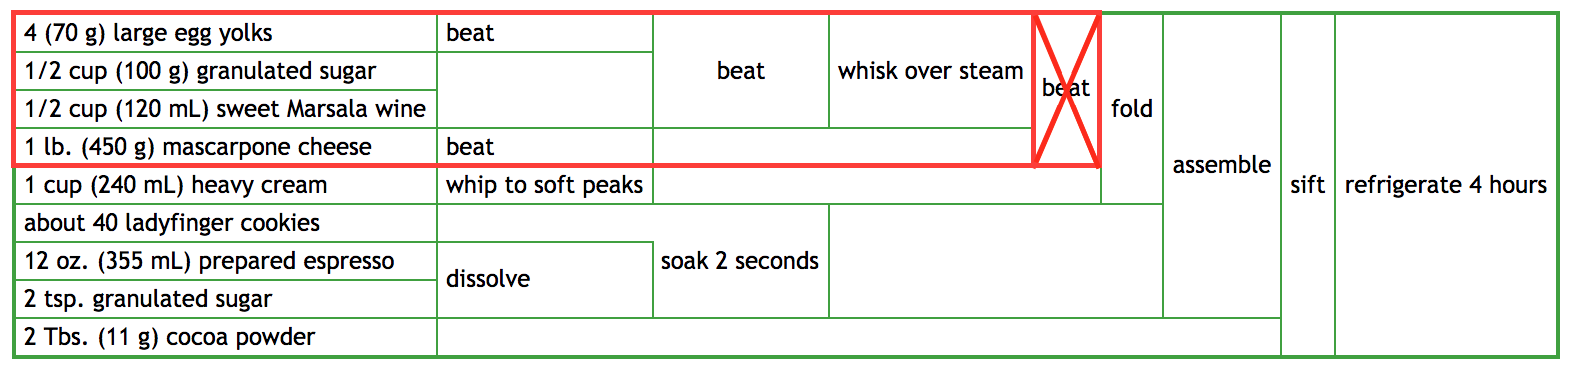 4 (70 g) large egg yolks
beat
1/2 cup (100 g) granulated sugar
beat
whisk over steam
1/2 cup (120 mL) sweet Marsala wine
beat
fold
1 lb. (450 g) mascarpone cheese
beat
assemble
1 cup (240 mL) heavy cream
whip to soft peaks
sift
refrigerate 4 hours
about 40 ladyfinger cookies
12 oz. (355 mL) prepared espresso
dissolve
soak 2 seconds
2 tsp. granulated sugar
2 Tbs. (11 g) cocoa powder